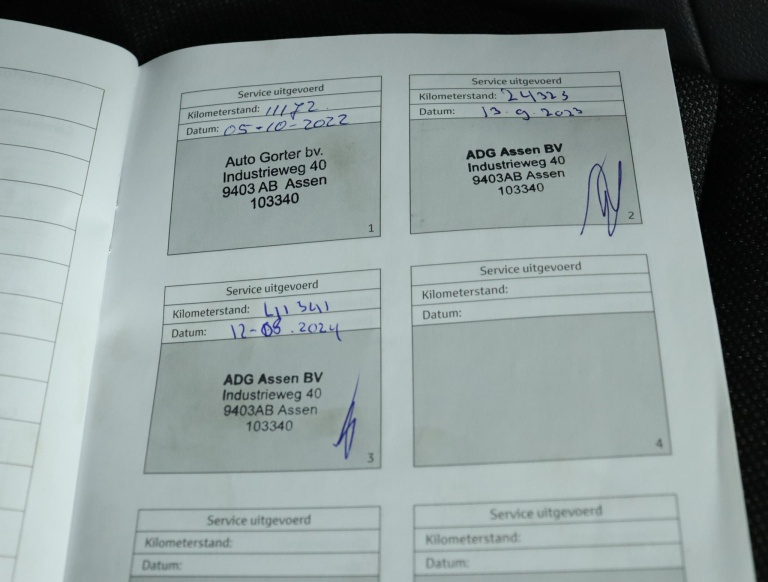 Service uitgevoerd
Kilometerstand: 11172
Datum: 05-10-2022
Auto Gorter bv.
Industrieweg 40
9403 AB Assen
103340
1
Service uitgevoerd
Kilometerstand: 24323
Datum: 13.9.2023
ADG Assen BV
Industrieweg 40
9403AB Assen
103340
2
Service uitgevoerd
Kilometerstand: 41341
Datum: 12-08.2024
ADG Assen BV
Industrieweg 40
9403AB Assen
103340
3
Service uitgevoerd
Kilometerstand:
Datum:
4
Service uitgevoerd
Kilometerstand:
Datum:
Service uitgevoerd
Kilometerstand:
Datum: